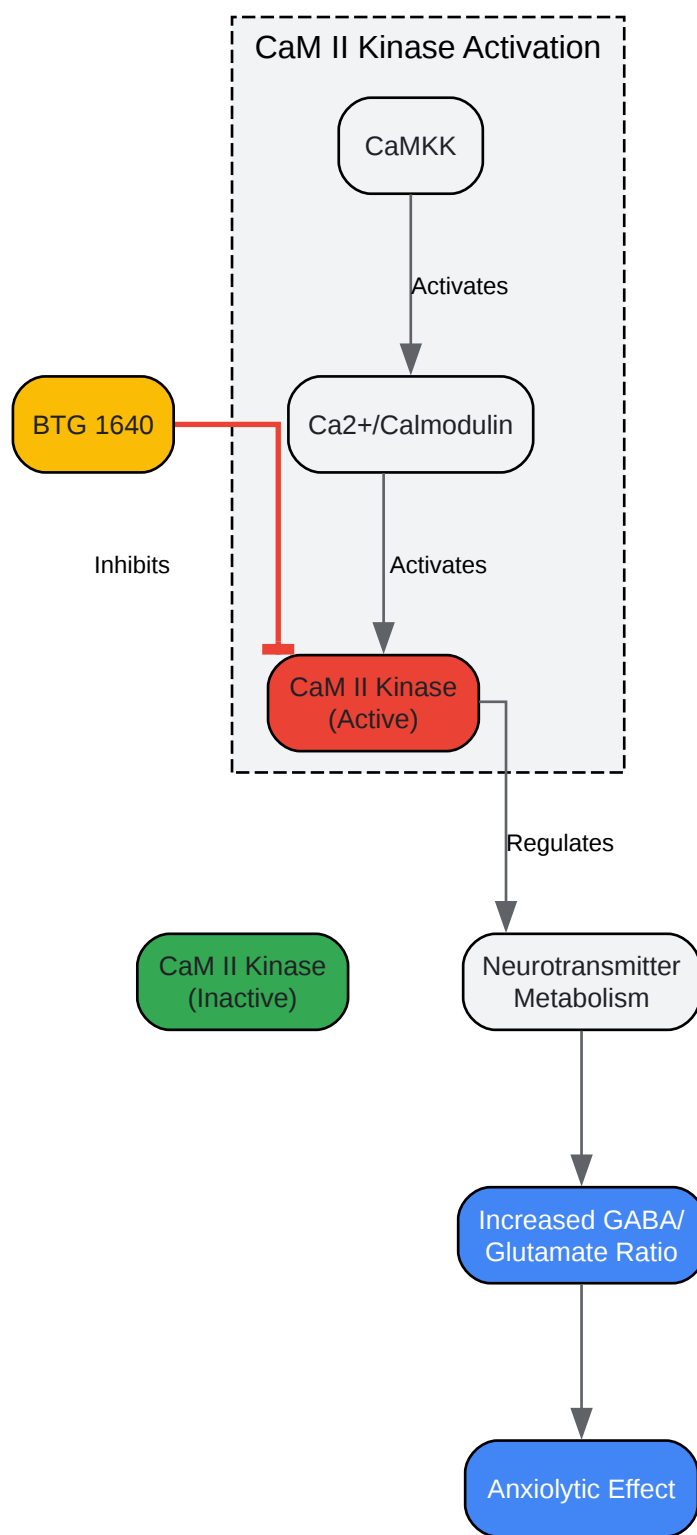 CaM II Kinase Activation
CaMKK
Activates
BTG 1640
Ca2+/Calmodulin
Inhibits
Activates
CaM II Kinase
(Active)
Regulates
CaM II Kinase
(Inactive)
Neurotransmitter
Metabolism
Increased GABA/
Glutamate Ratio
Anxiolytic Effect